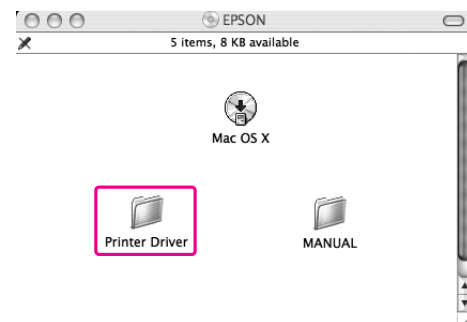 EPSON
5 items, 8 KB available
Mac OS X
Printer Driver
MANUAL